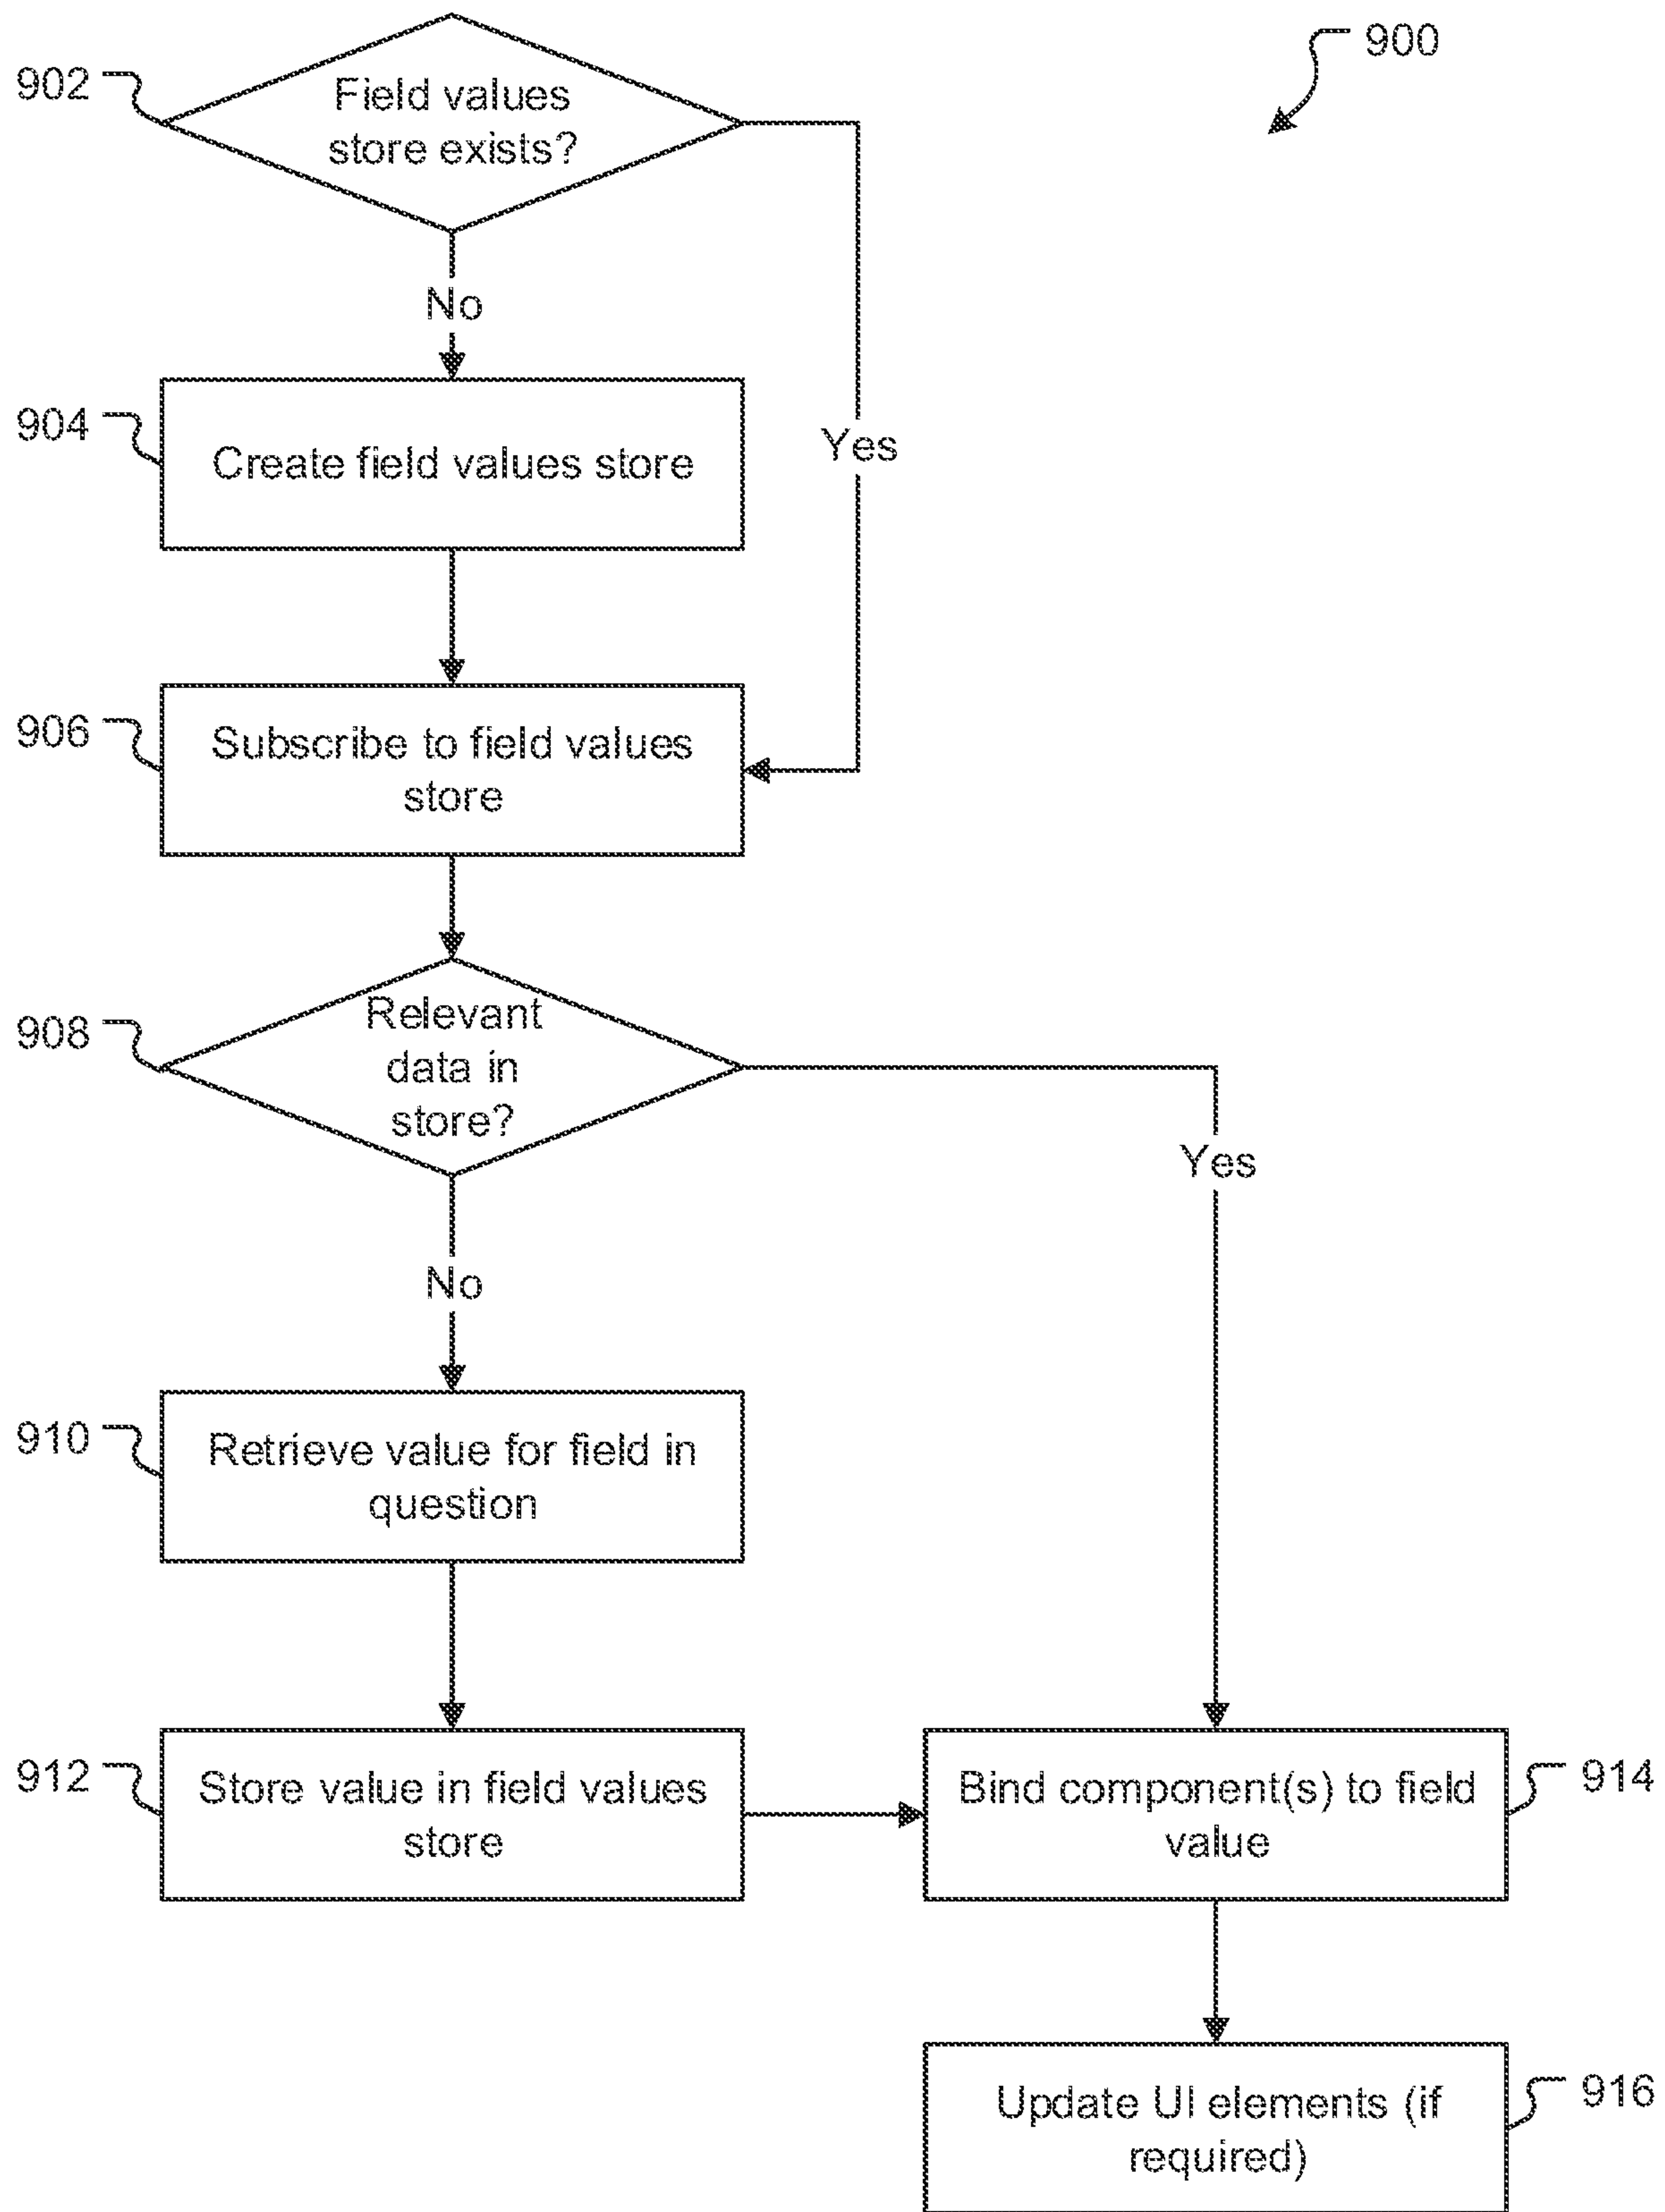 900
902
Field values
store exists?
No
Yes
904
Create field values store
906
Subscribe to field values
store
908
Relevant
data in
store?
Yes
No
910
Retrieve value for field in
question
912
Store value in field values
store
Bind component(s) to field
value
914
Update UI elements (if
required)
916